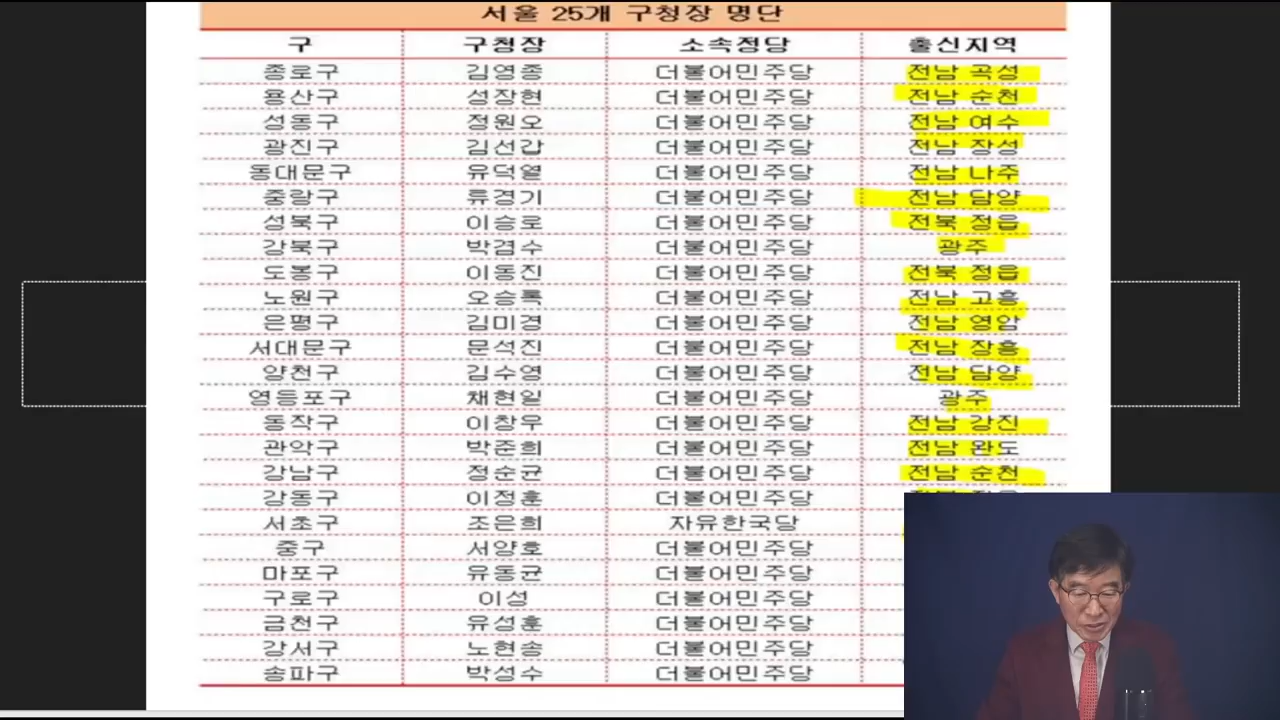 서울 25개 구청장 명단
구 구청장 소속정당 출신지역
종로구 김영종 더불어민주당 전남 곡성
용산구 성장현 더불어민주당 전남 순천
성동구 정원오 더불어민주당 전남 여수
광진구 김선갑 더불어민주당 전남 장성
동대문구 유덕열 더불어민주당 전남 나주
중랑구 류경기 더불어민주당 전남 담양
성북구 이승로 더불어민주당 전북 정읍
강북구 박겸수 더불어민주당 광주
도봉구 이동진 더불어민주당 전북 정읍
노원구 오승록 더불어민주당 전남 고흥
은평구 김미경 더불어민주당 전남 영암
서대문구 문석진 더불어민주당 전남 장흥
양천구 김수영 더불어민주당 전남 담양
영등포구 채현일 더불어민주당 광주
동작구 이창우 더불어민주당 전남 강진
관악구 박준희 더불어민주당 전남 완도
강남구 정순균 더불어민주당 전남 순천
강동구 이정훈 더불어민주당
서초구 조은희 자유한국당
중구 서양호 더불어민주당
마포구 유동균 더불어민주당
구로구 이성 더불어민주당
금천구 유성훈 더불어민주당
강서구 노현송 더불어민주당
송파구 박성수 더불어민주당